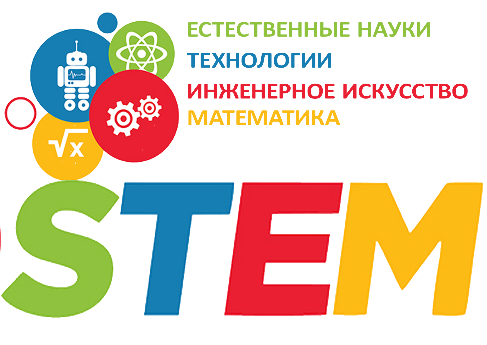 ЕСТЕСТВЕННЫЕ НАУКИ
ТЕХНОЛОГИИ
ИНЖЕНЕРНОЕ ИСКУССТВО
МАТЕМАТИКА
√x
STEM